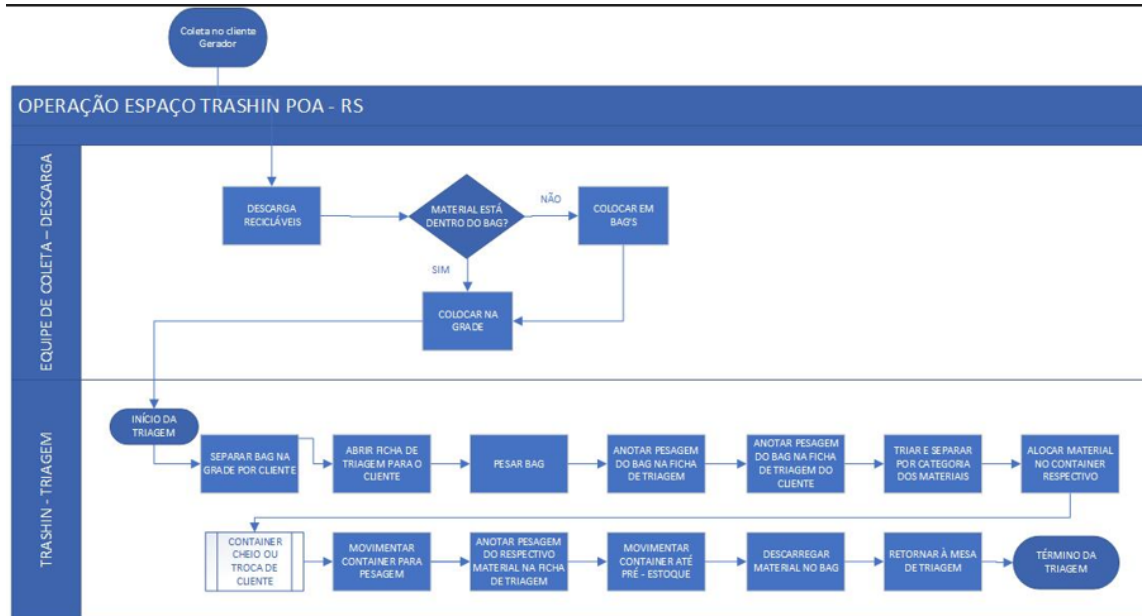 Coleta no cliente
Gerador
OPERAÇÃO ESPAÇO TRASHIN POA - RS
EQUIPE DE COLETA – DESCARGA
DESCARGA
RECICLÁVEIS
MATERIAL ESTÁ
DENTRO DO BAG?
NÃO
COLOCAR EM
BAG'S
SIM
COLOCAR NA
GRADE
TRASHIN - TRIAGEM
INÍCIO DA
TRIAGEM
SEPARAR BAG NA
GRADE POR CLIENTE
ABRIR FICHA DE
TRIAGEM PARA O
CLIENTE
PESAR BAG
ANOTAR PESAGEM
DO BAG NA FICHA
DE TRIAGEM
ANOTAR PESAGEM
DO BAG NA FICHA
DE TRIAGEM DO
CLIENTE
TRIAR E SEPARAR
POR CATEGORIA
DOS MATERIAIS
ALOCAR MATERIAL
NO CONTAINER
RESPECTIVO
CONTAINER
CHEIO OU
TROCA DE
CLIENTE
MOVIMENTAR
CONTAINER PARA
PESAGEM
ANOTAR PESAGEM
DO RESPECTIVO
MATERIAL NA FICHA
DE TRIAGEM
MOVIMENTAR
CONTAINER ATÉ
PRÉ - ESTOQUE
DESCARREGAR
MATERIAL NO BAG
RETORNAR À MESA
DE TRIAGEM
TÉRMINO DA
TRIAGEM